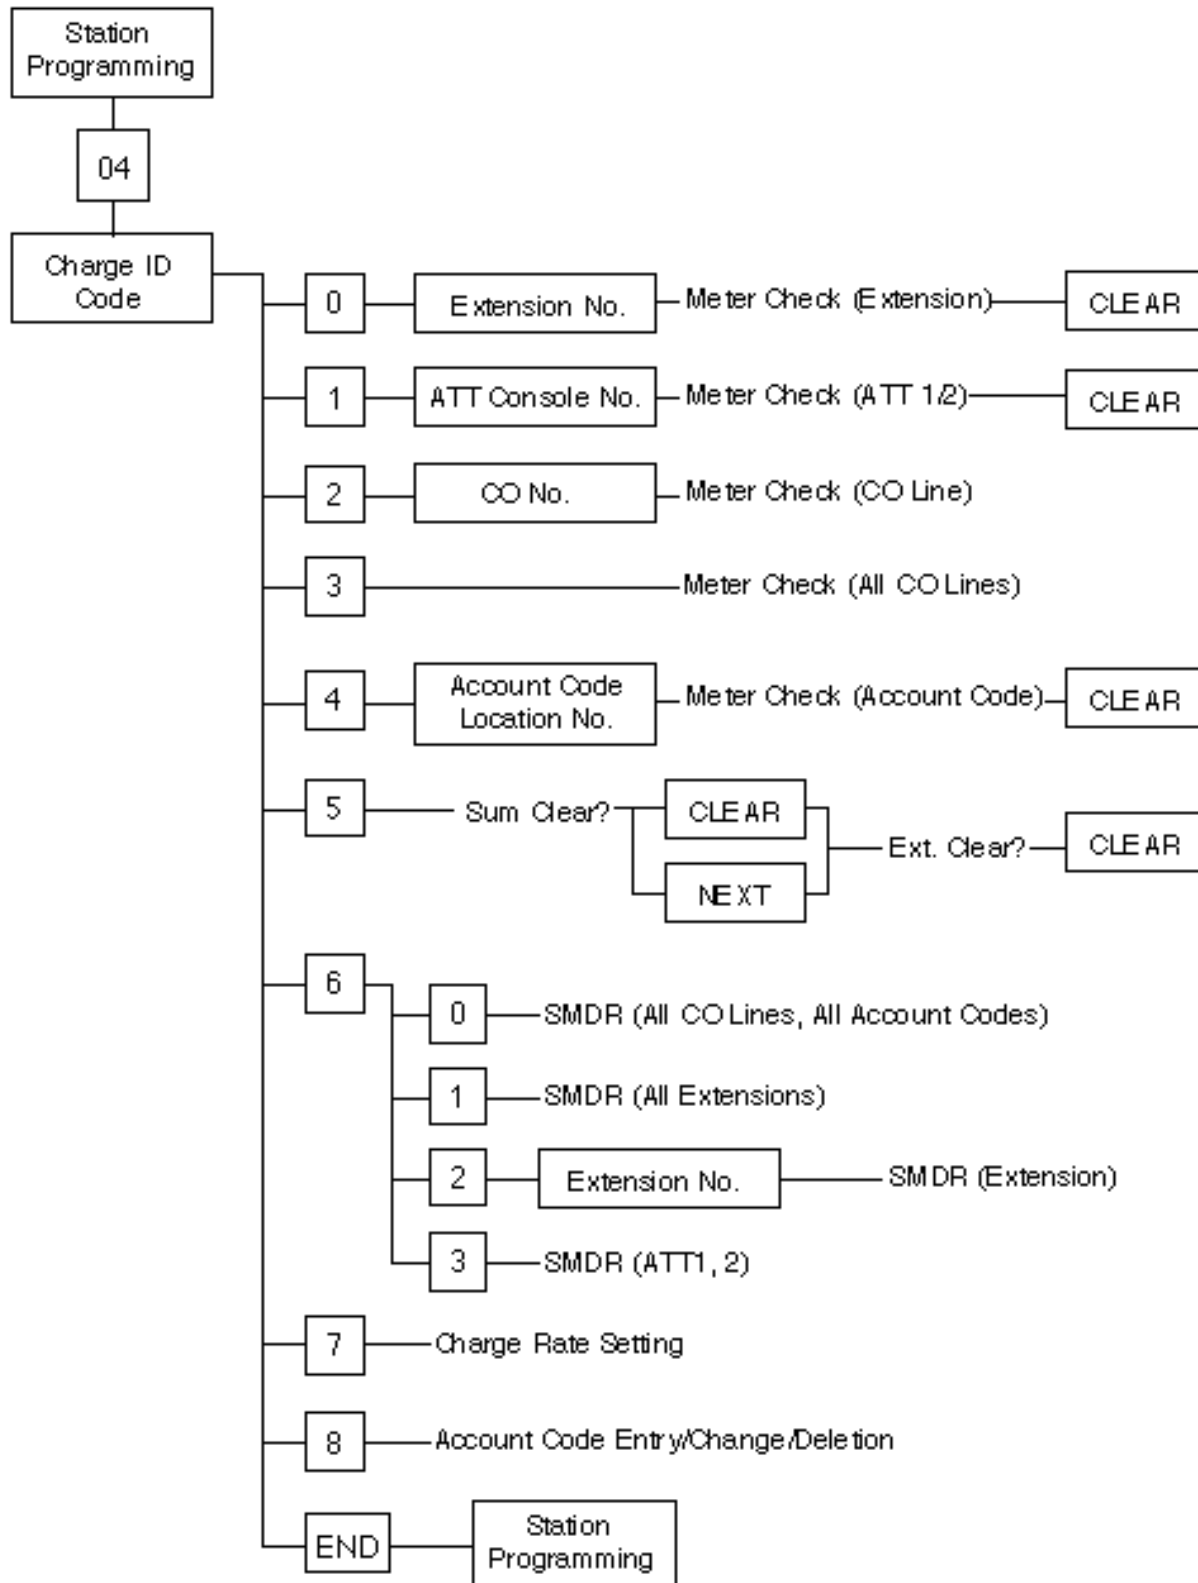 Station
Programming
04
Charge ID
Code
0
Extension No.
Meter Check (Extension)
CLEAR
1
ATT Console No.
Meter Check (ATT 1/2)
CLEAR
2
CO No.
Meter Check (CO Line)
3
Meter Check (All CO Lines)
4
Account Code
Location No.
Meter Check (Account Code)
CLEAR
5
Sum Clear?
CLEAR
NEXT
Ext. Clear?
CLEAR
6
0
SMDR (All CO Lines, All Account Codes)
1
SMDR (All Extensions)
2
Extension No.
SMDR (Extension)
3
SMDR (ATT1, 2)
7
Charge Rate Setting
8
Account Code Entry/Change/Deletion
END
Station
Programming